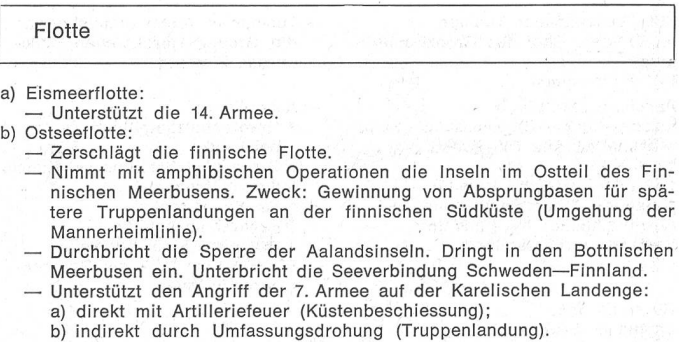 Flotte
a) Eismeerflotte:
— Unterstützt die 14. Armee.
b) Ostseeflotte:
— Zerschlägt die finnische Flotte.
— Nimmt mit amphibischen Operationen die Inseln im Ostteil des Fin-
nischen Meerbusens. Zweck: Gewinnung von Absprungbasen für spä-
tere Truppenlandungen an der finnischen Südküste (Umgehung der
Mannerheimlinie).
— Durchbricht die Sperre der Aalandsinseln. Dringt in den Bottnischen
Meerbusen ein. Unterbricht die Seeverbindung Schweden—Finnland.
— Unterstützt den Angriff der 7. Armee auf der Karelischen Landenge:
a) direkt mit Artilleriefeuer (Küstenbeschiessung);
b) indirekt durch Umfassungsdrohung (Truppenlandung).